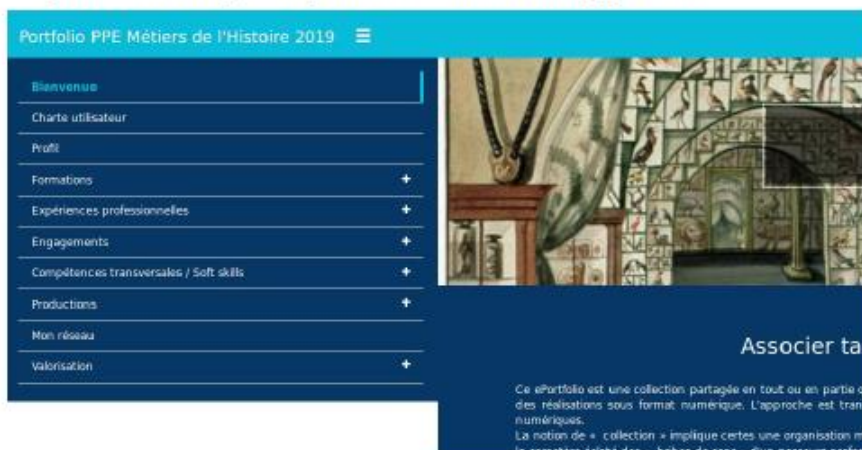 Portfolio PPE Métiers de l'Histoire 2019
Bienvenue
Charte utilisateur
Profil
Formations
Expériences professionnelles
Engagements
Compétences transversales / Soft skills
Productions
Mon réseau
Valorisation
Associer ta
Ce ePortfolio est une collection partagée en tout ou en partie
des réalisations sous format numérique. L'approche est tran
numériques.
La notion de « collection » implique certes une organisation m